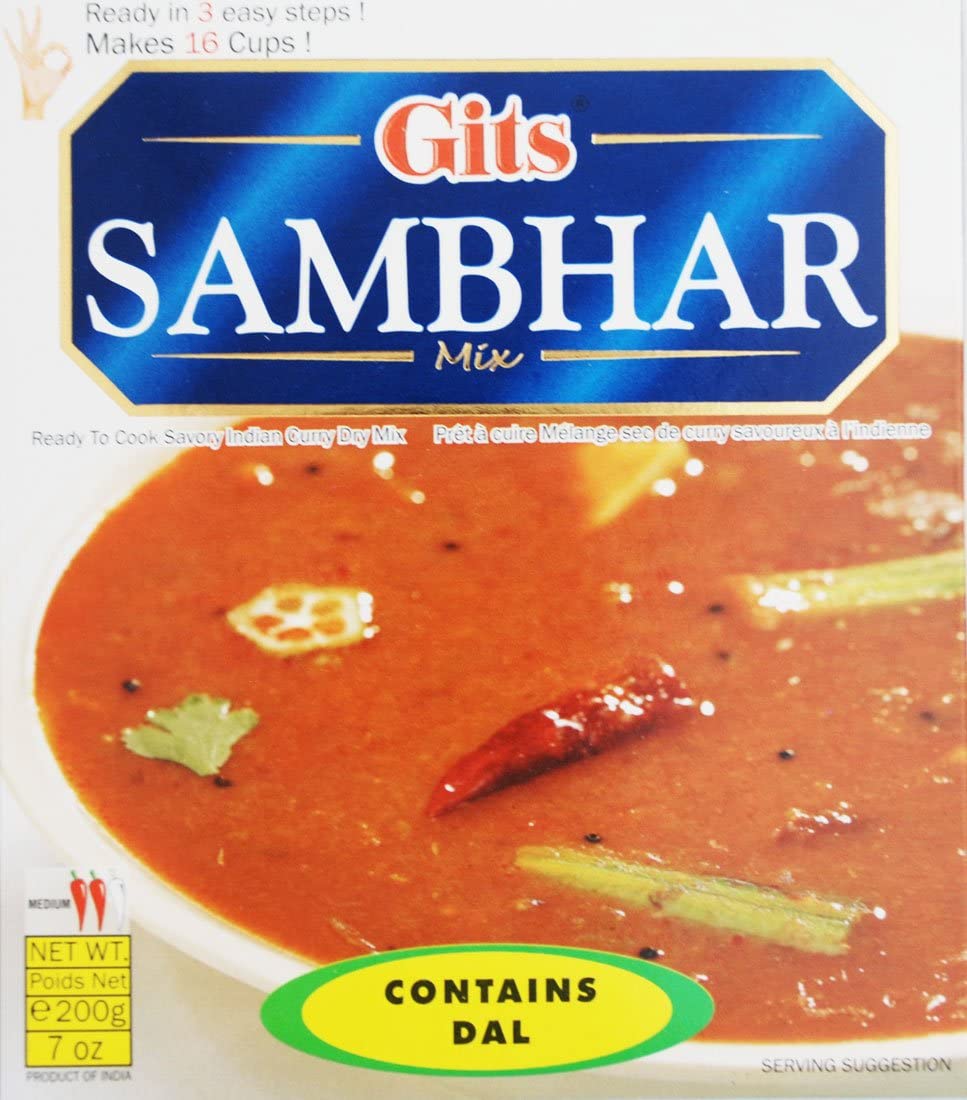 Ready in 3 easy steps !
Makes 16 Cups !
Gits®
SAMBHAR
Mix
Ready To Cook Savory Indian Curry Dry Mix Prêt à cuire Mélange sec de curry savoureux à l'indienne
MEDIUM
NET WT.
Poids Net
e200g
7 oz
PRODUCT OF INDIA
CONTAINS
DAL
SERVING SUGGESTION